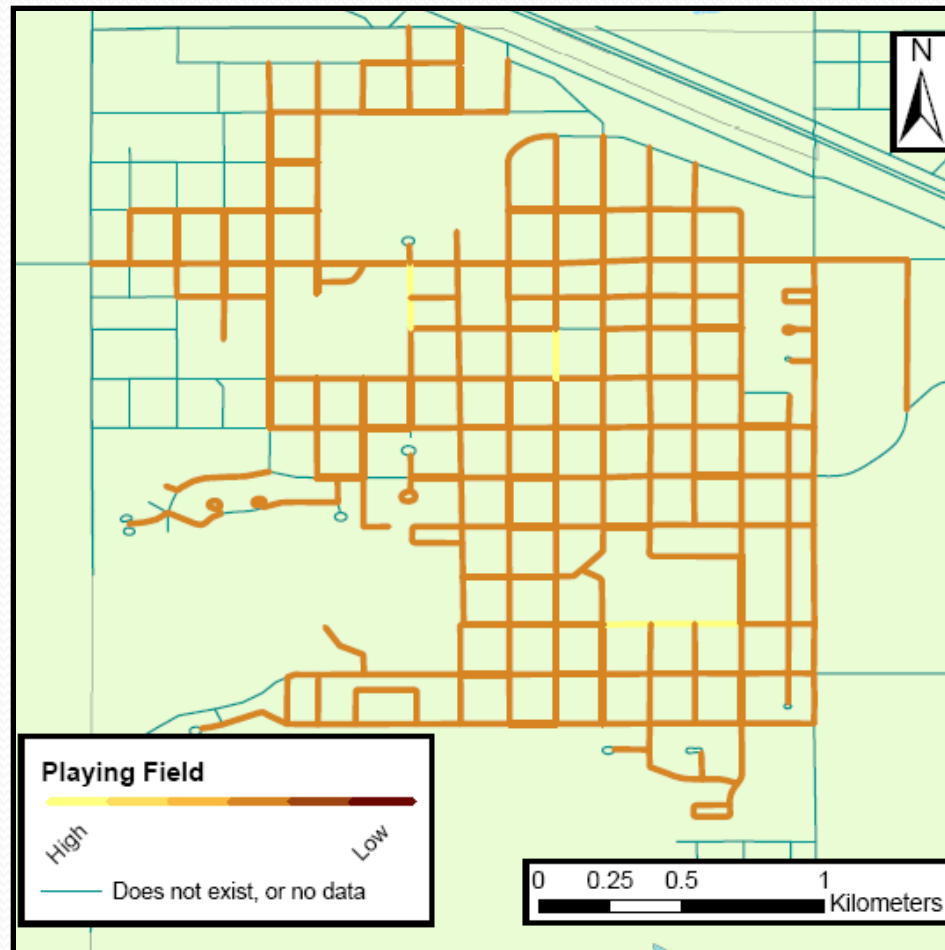 N
Playing Field
High
Low
Does not exist, or no data
0 0.25 0.5 1
Kilometers